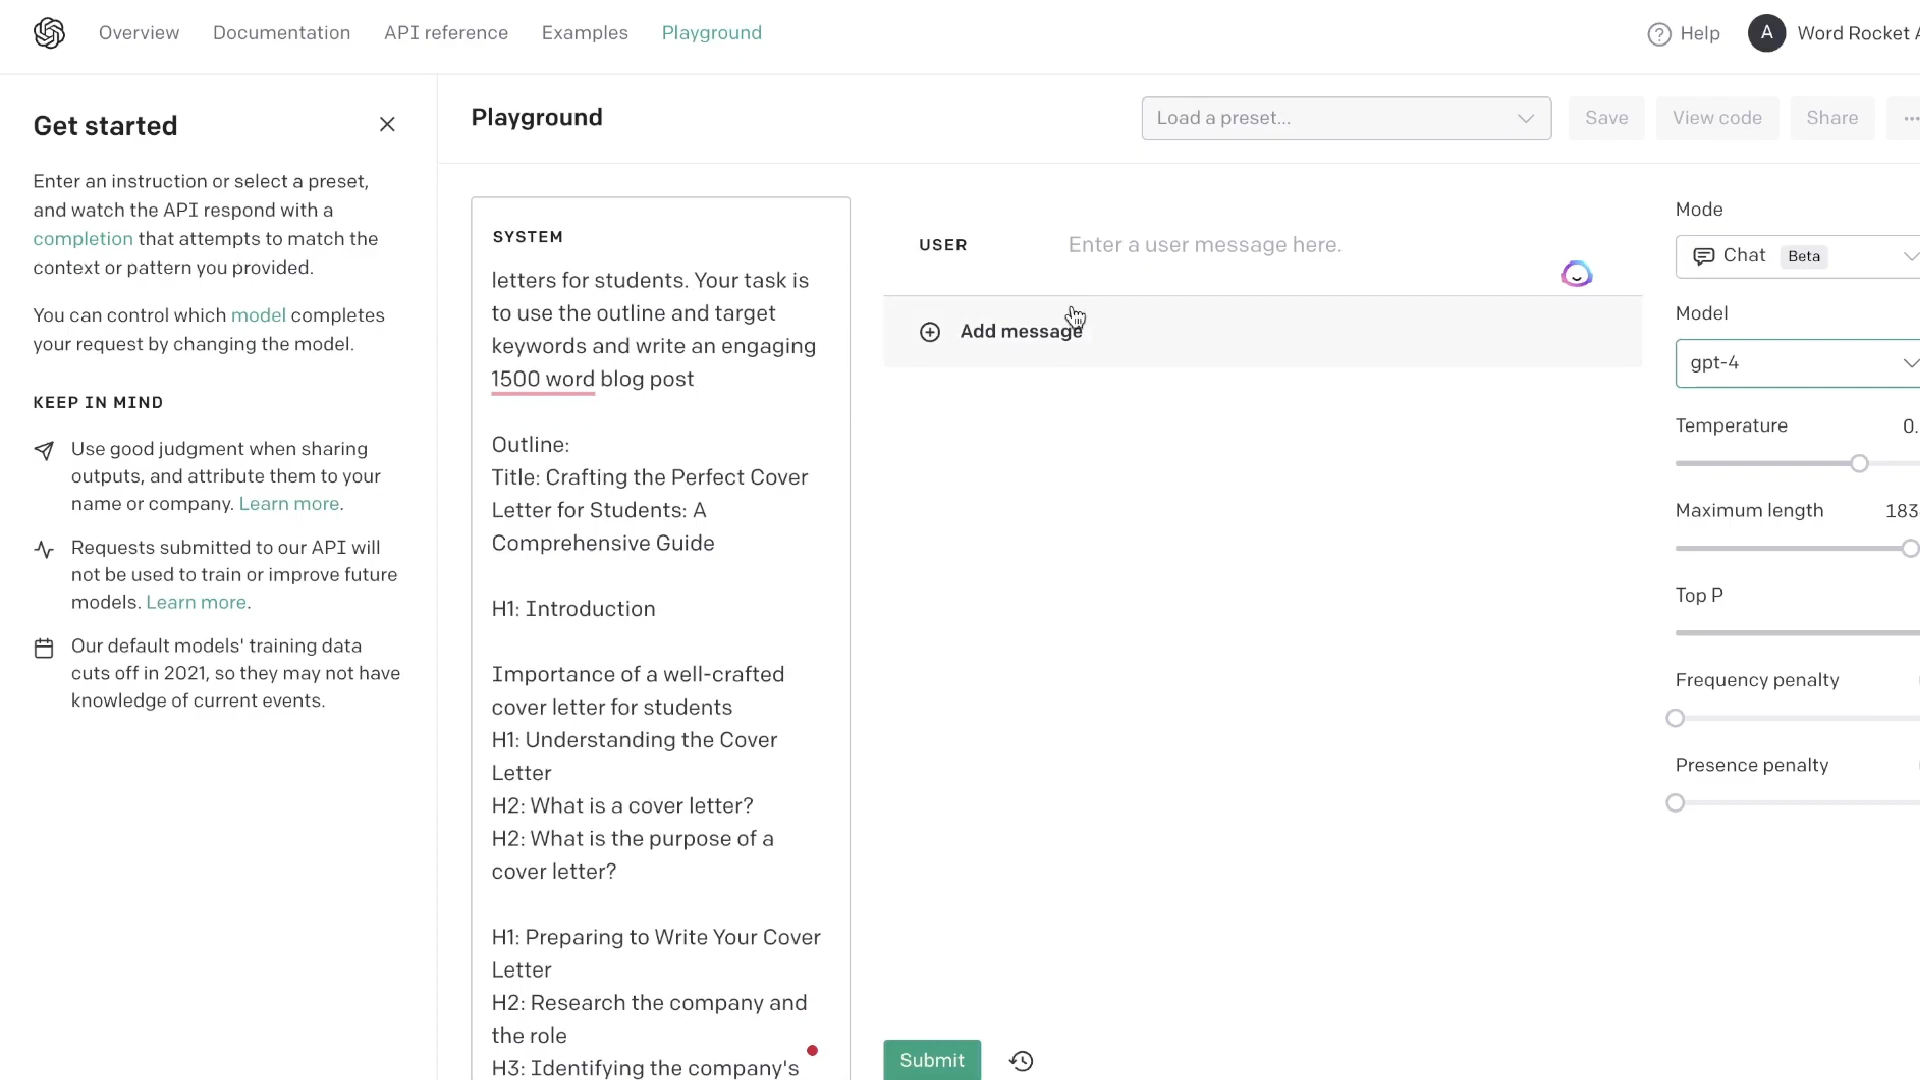 Overview
Documentation
API reference
Examples
Playground
Help
A
Word Rocket A
Get started
Enter an instruction or select a preset,
and watch the API respond with a
completion that attempts to match the
context or pattern you provided.
You can control which model completes
your request by changing the model.
KEEP IN MIND
Use good judgment when sharing
outputs, and attribute them to your
name or company. Learn more.
Requests submitted to our API will
not be used to train or improve future
models. Learn more.
Our default models' training data
cuts off in 2021, so they may not have
knowledge of current events.
Playground
Load a preset...
Save
View code
Share
SYSTEM
letters for students. Your task is
to use the outline and target
keywords and write an engaging
1500 word blog post
Outline:
Title: Crafting the Perfect Cover
Letter for Students: A
Comprehensive Guide
H1: Introduction
Importance of a well-crafted
cover letter for students
H1: Understanding the Cover
Letter
H2: What is a cover letter?
H2: What is the purpose of a
cover letter?
H1: Preparing to Write Your Cover
Letter
H2: Research the company and
the role
H3: Identifying the company's
USER
Enter a user message here.
Add message
Submit
Mode
Chat Beta
Model
gpt-4
Temperature
0.
Maximum length
183
Top P
Frequency penalty
Presence penalty